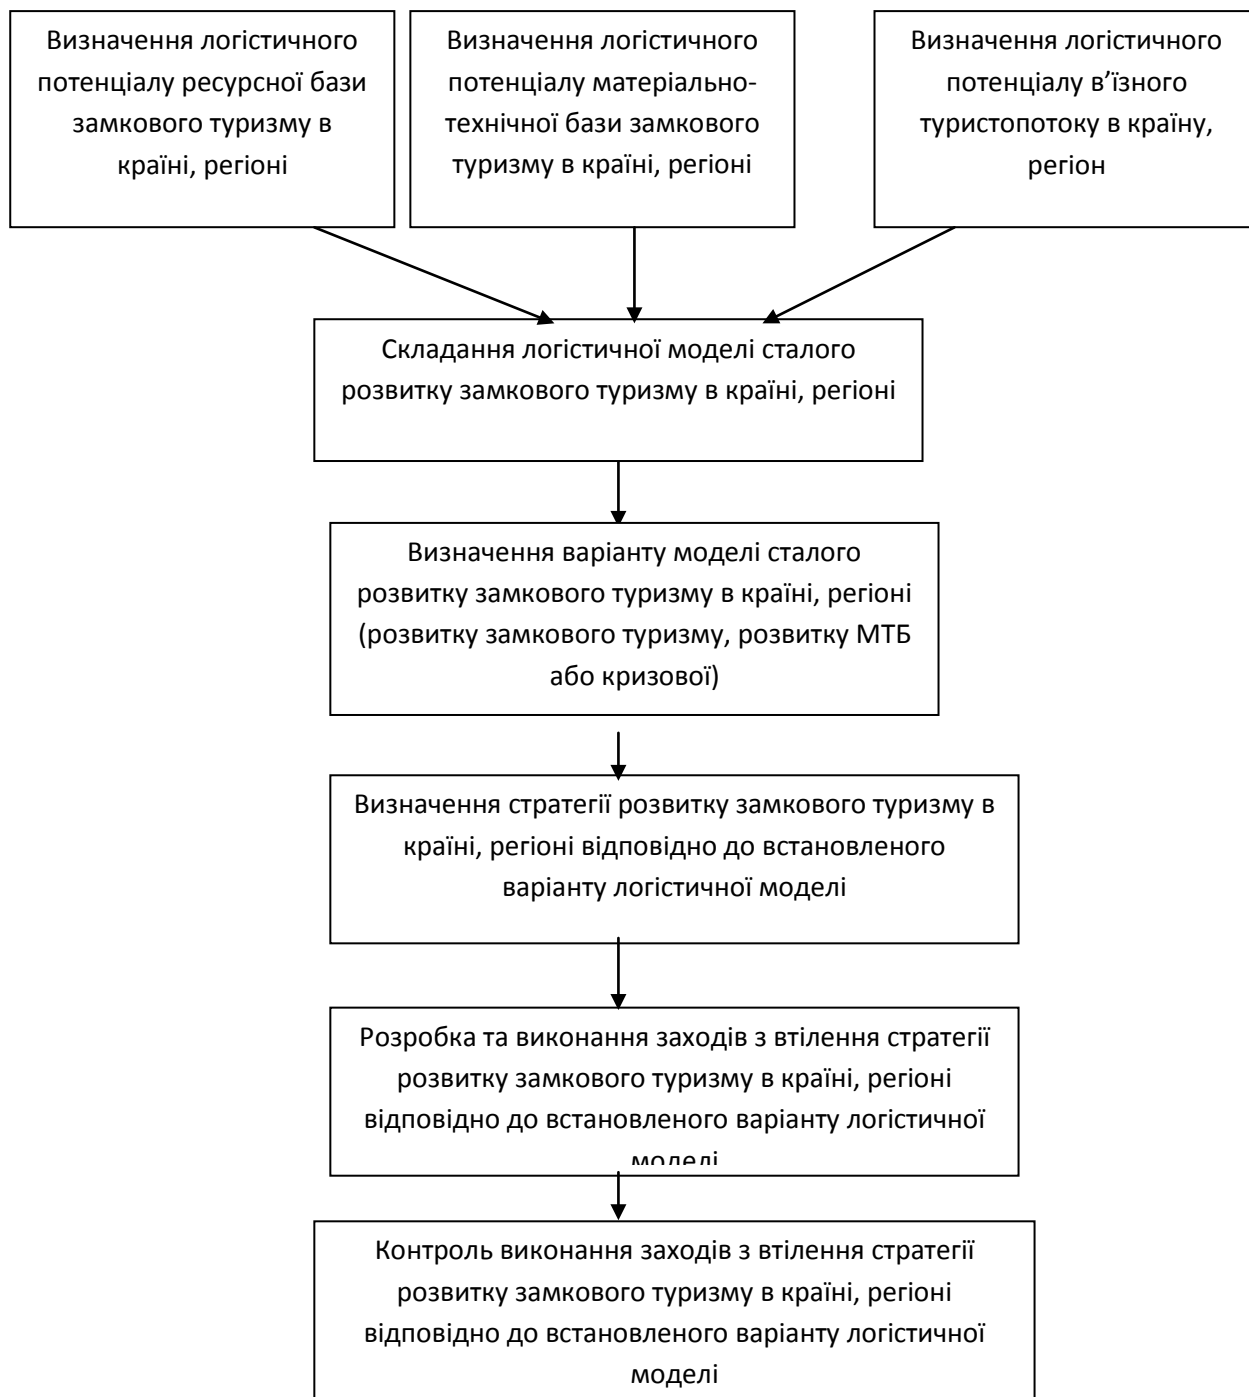 Визначення логістичного
потенціалу ресурсної бази
замкового туризму в
країні, регіоні
Визначення логістичного
потенціалу матеріально-
технічної бази замкового
туризму в країні, регіоні
Визначення логістичного
потенціалу в’їзного
туристопотоку в країну,
регіон
Складання логістичної моделі сталого
розвитку замкового туризму в країні, регіоні
Визначення варіанту моделі сталого
розвитку замкового туризму в країні, регіоні
(розвитку замкового туризму, розвитку МТБ
або кризової)
Визначення стратегії розвитку замкового туризму в
країні, регіоні відповідно до встановленого
варіанту логістичної моделі
Розробка та виконання заходів з втілення стратегії
розвитку замкового туризму в країні, регіоні
відповідно до встановленого варіанту логістичної
моделі
Контроль виконання заходів з втілення стратегії
розвитку замкового туризму в країні, регіоні
відповідно до встановленого варіанту логістичної
моделі